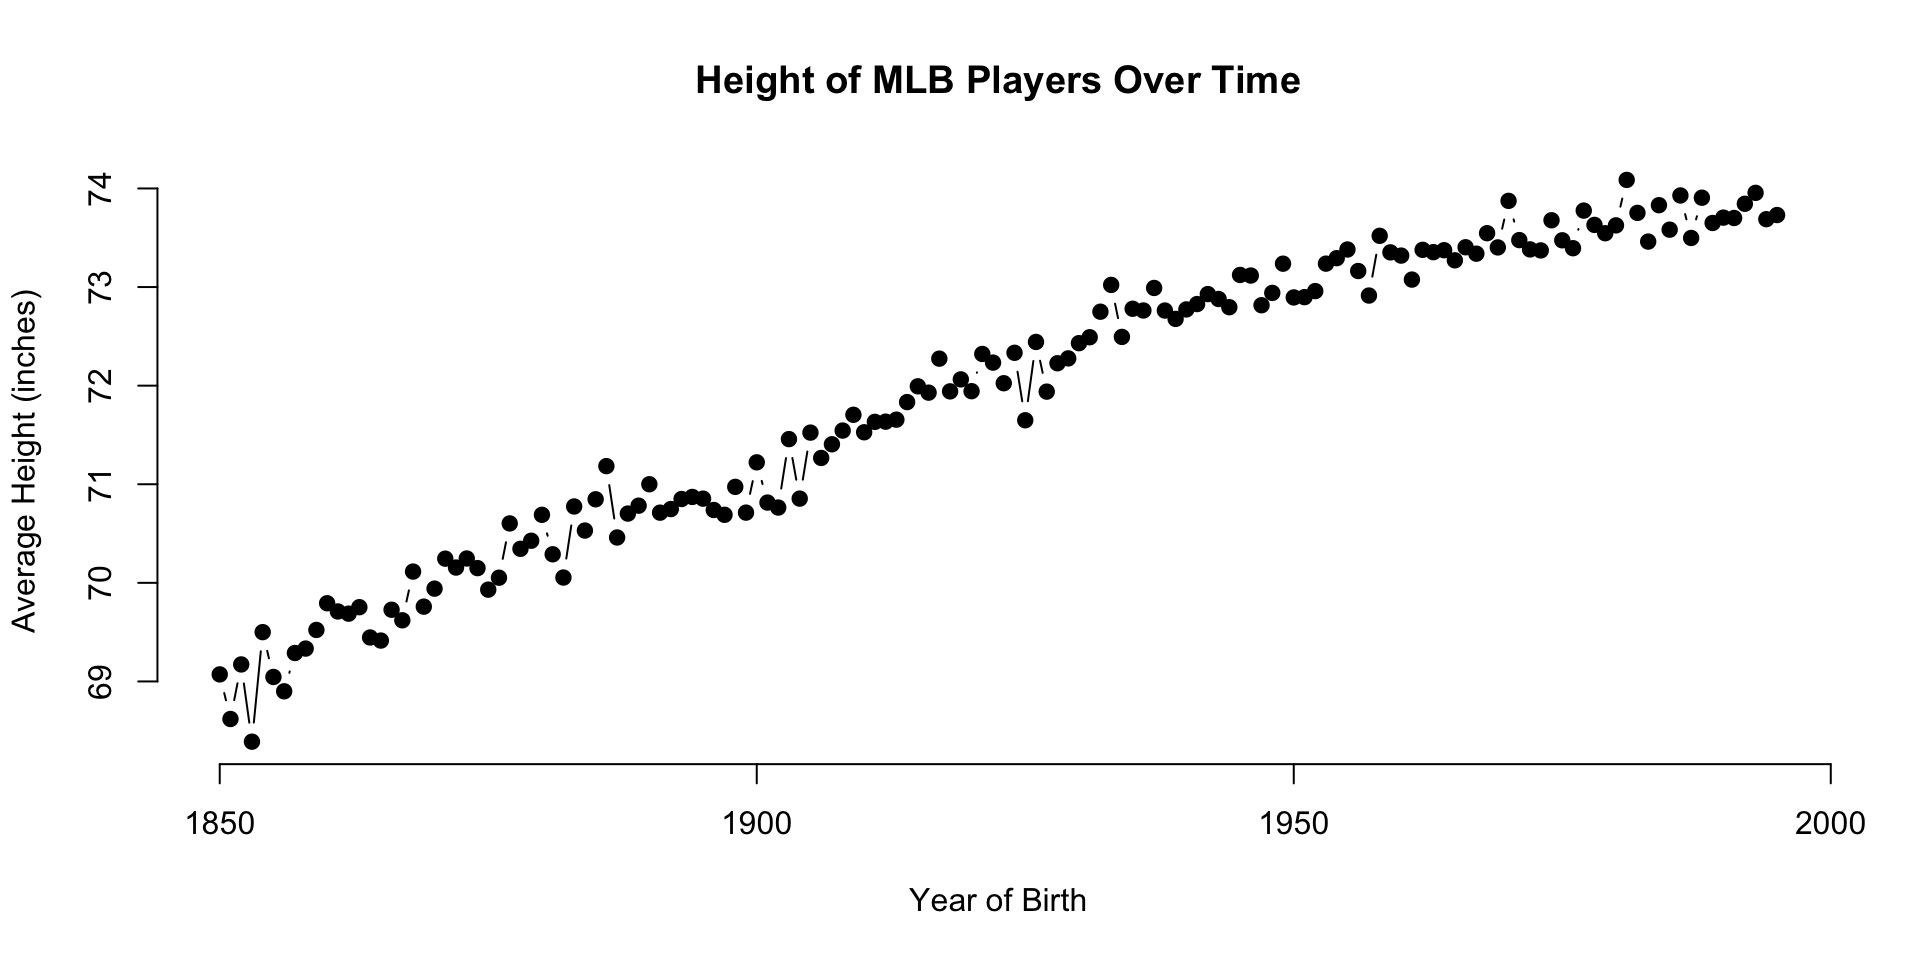 Height of MLB Players Over Time
Average Height (inches)
74
73
72
71
70
69
1850 1900 1950 2000
Year of Birth